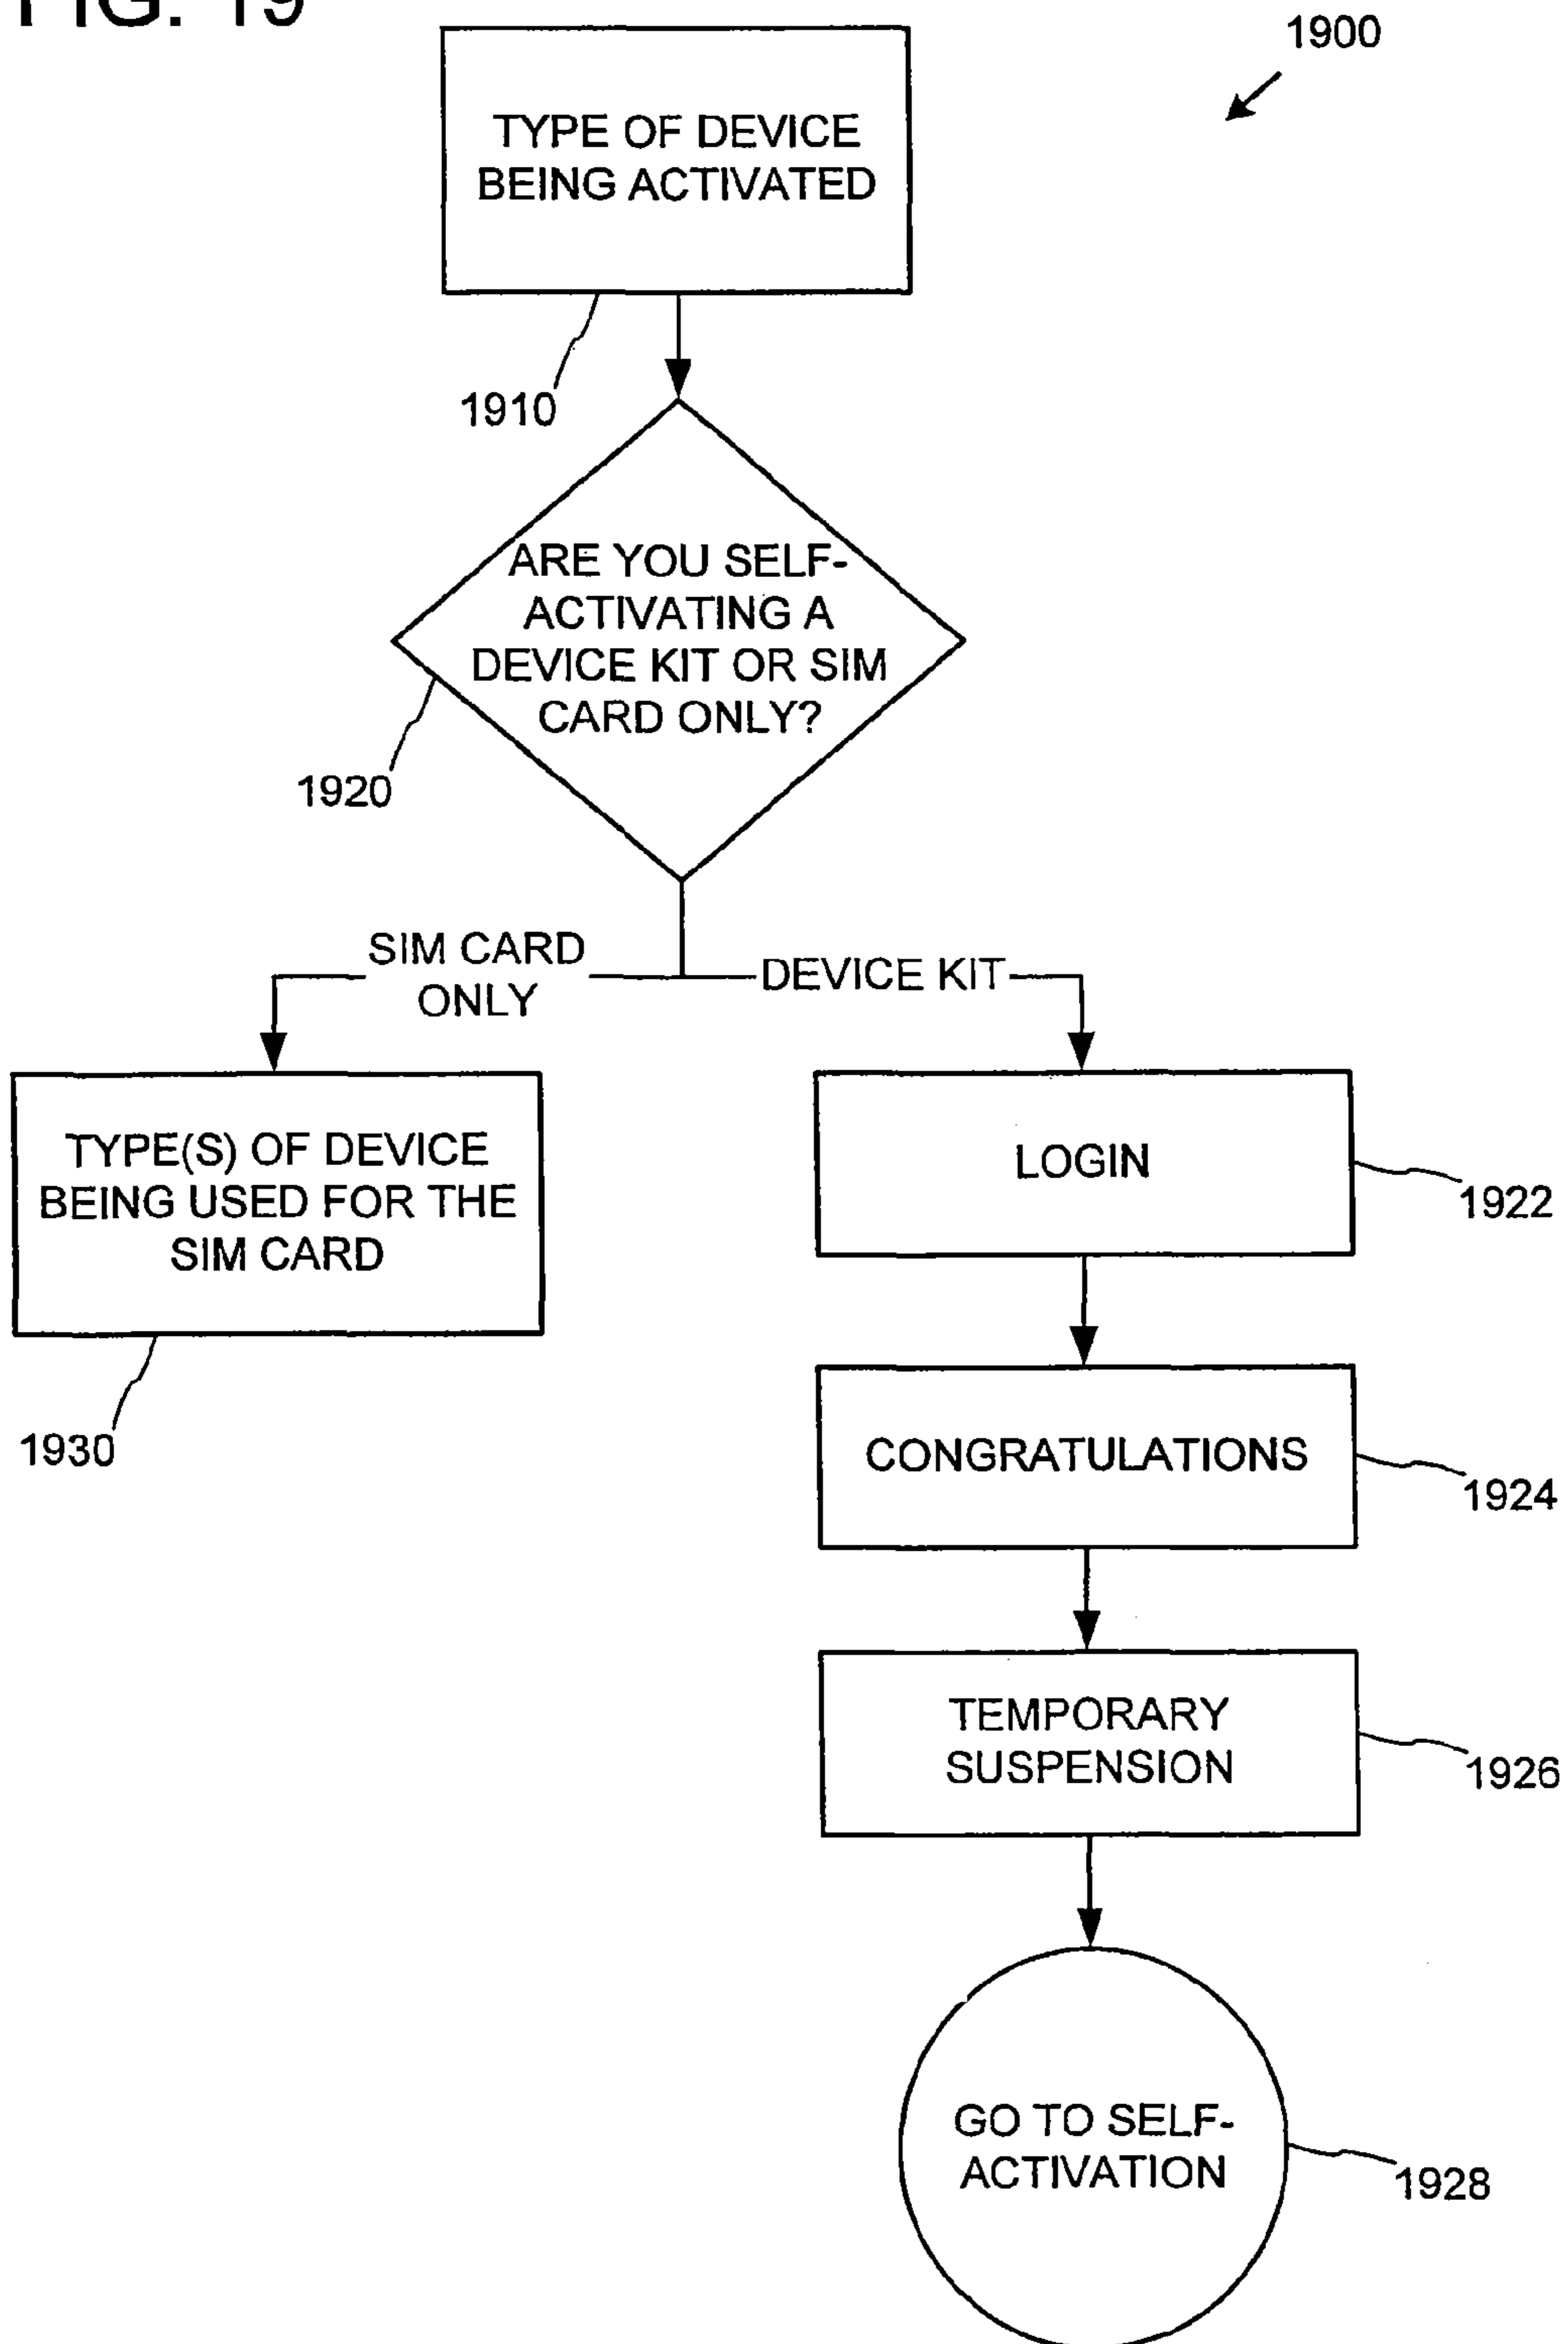 FIG. 19
1900
TYPE OF DEVICE
BEING ACTIVATED
1910
ARE YOU SELF-
ACTIVATING A
DEVICE KIT OR SIM
CARD ONLY?
1920
SIM CARD
ONLY
DEVICE KIT
TYPE(S) OF DEVICE
BEING USED FOR THE
SIM CARD
1930
LOGIN
1922
CONGRATULATIONS
1924
TEMPORARY
SUSPENSION
1926
GO TO SELF-
ACTIVATION
1928